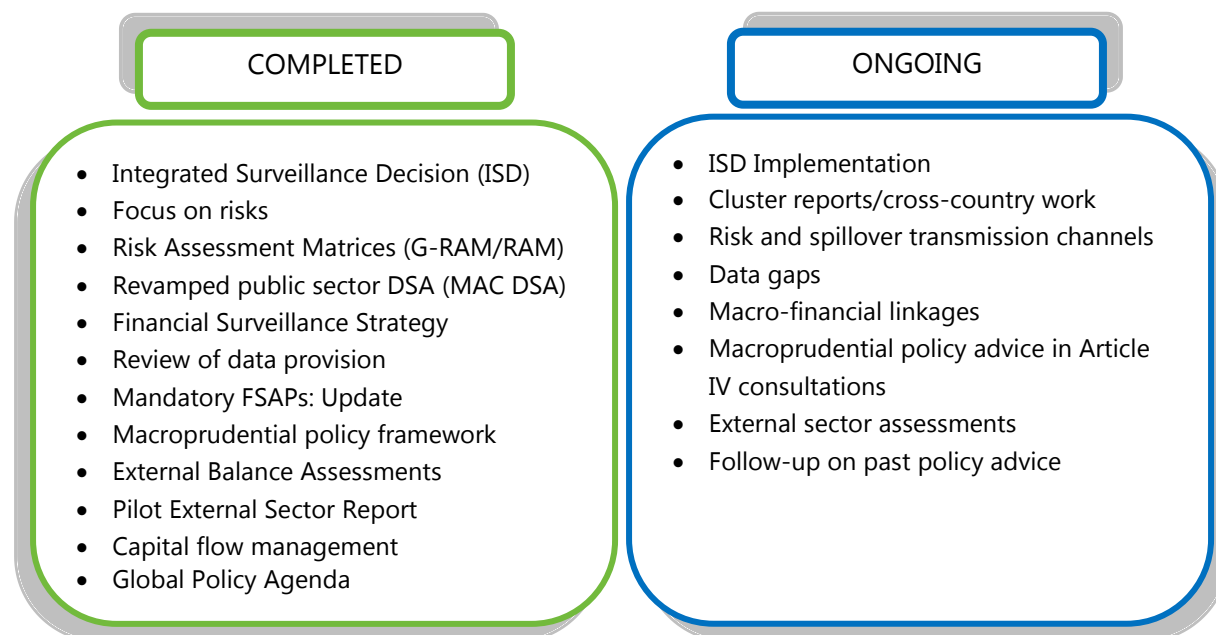 COMPLETED
• Integrated Surveillance Decision (ISD)
• Focus on risks
• Risk Assessment Matrices (G-RAM/RAM)
• Revamped public sector DSA (MAC DSA)
• Financial Surveillance Strategy
• Review of data provision
• Mandatory FSAPs: Update
• Macroprudential policy framework
• External Balance Assessments
• Pilot External Sector Report
• Capital flow management
• Global Policy Agenda
ONGOING
• ISD Implementation
• Cluster reports/cross-country work
• Risk and spillover transmission channels
• Data gaps
• Macro-financial linkages
• Macroprudential policy advice in Article
IV consultations
• External sector assessments
• Follow-up on past policy advice